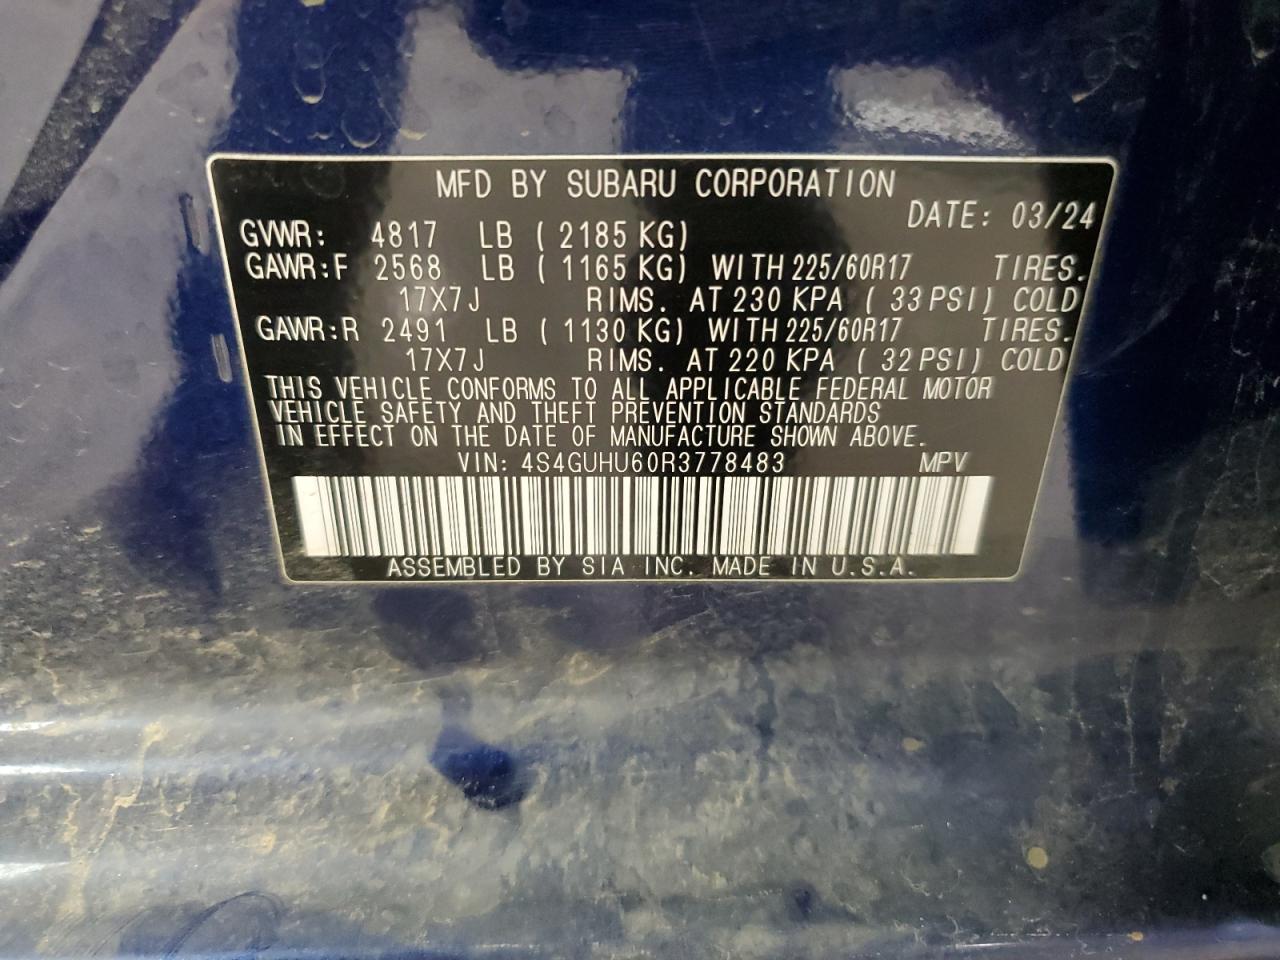 MFD BY SUBARU CORPORATION
DATE: 03/24
GVWR: 4817 LB ( 2185 KG)
GAWR:F 2568 LB ( 1165 KG) WITH 225/60R17 TIRES.
17X7J RIMS. AT 230 KPA ( 33 PSI) COLD
GAWR:R 2491 LB ( 1130 KG) WITH 225/60R17 TIRES.
17X7J RIMS. AT 220 KPA ( 32 PSI) COLD
THIS VEHICLE CONFORMS TO ALL APPLICABLE FEDERAL MOTOR
VEHICLE SAFETY AND THEFT PREVENTION STANDARDS
IN EFFECT ON THE DATE OF MANUFACTURE SHOWN ABOVE.
VIN: 4S4GUHU60R3778483 MPV
ASSEMBLED BY SIA INC. MADE IN U.S.A.